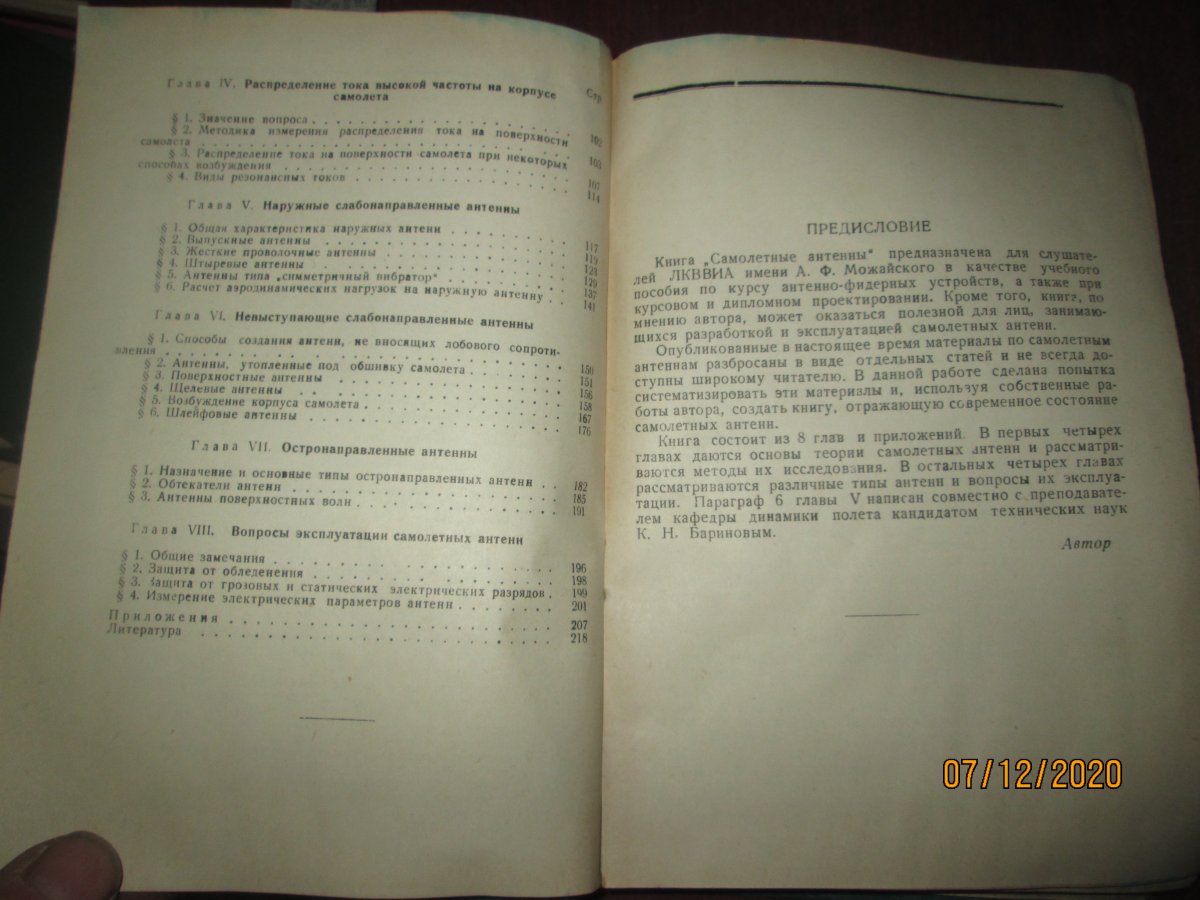 Глава IV. Распределение тока высокой частоты на корпусе
самолета
Стр.
§ 1. Значение вопроса . . . 102
§ 2. Методика измерения распределения тока на поверхности
самолета . . . 103
§ 3. Распределение тока на поверхности самолета при некоторых
способах возбуждения . . . 107
§ 4. Виды резонансных токов . . . 114
Глава V. Наружные слабонаправленные антенны
§ 1. Общая характеристика наружных антенн . . . 117
§ 2. Выпускные антенны . . . 119
§ 3. Жесткие проволочные антенны . . . 123
§ 4. Штыревые антенны . . . 129
§ 5. Антенны типа „симметричный вибратор“ . . . 137
§ 6. Расчет аэродинамических нагрузок на наружную антенну . . . 141
Глава VI. Невыступающие слабонаправленные антенны
§ 1. Способы создания антенн, не вносящих лобового сопроти-
вления . . . 150
§ 2. Антенны, утопленные под обшивку самолета . . . 151
§ 3. Поверхностные антенны . . . 156
§ 4. Щелевые антенны . . . 158
§ 5. Возбуждение корпуса самолета . . . 167
§ 6. Шлейфовые антенны . . . 176
Глава VII. Остронаправленные антенны
§ 1. Назначение и основные типы остронаправленных антенн . . 182
§ 2. Обтекатели антенн . . . 185
§ 3. Антенны поверхностных волн . . . 191
Глава VIII. Вопросы эксплуатации самолетных антенн
§ 1. Общие замечания . . . 196
§ 2. Защита от обледенения . . . 198
§ 3. Защита от грозовых и статических электрических разрядов . 199
§ 4. Измерение электрических параметров антенн . . . 201
Приложения . . . 207
Литература . . . 218
ПРЕДИСЛОВИЕ
Книга „Самолетные антенны“ предназначена для слушате-
лей ЛКВВИА имени А. Ф. Можайского в качестве учебного
пособия по курсу антенно-фидерных устройств, а также при
курсовом и дипломном проектировании. Кроме того, книга, по
мнению автора, может оказаться полезной для лиц, занимаю-
щихся разработкой и эксплуатацией самолетных антенн.
Опубликованные в настоящее время материалы по самолетным
антеннам разбросаны в виде отдельных статей и не всегда до-
ступны широкому читателю. В данной работе сделана попытка
систематизировать эти материалы и, используя собственные ра-
боты автора, создать книгу, отражающую современное состояние
самолетных антенн.
Книга состоит из 8 глав и приложений. В первых четырех
главах даются основы теории самолетных антенн и рассматри-
ваются методы их исследования. В остальных четырех главах
рассматриваются различные типы антенн и вопросы их эксплуа-
тации. Параграф 6 главы V написан совместно с преподавате-
лем кафедры динамики полета кандидатом технических наук
К. Н. Бариновым.
Автор
07/12/2020